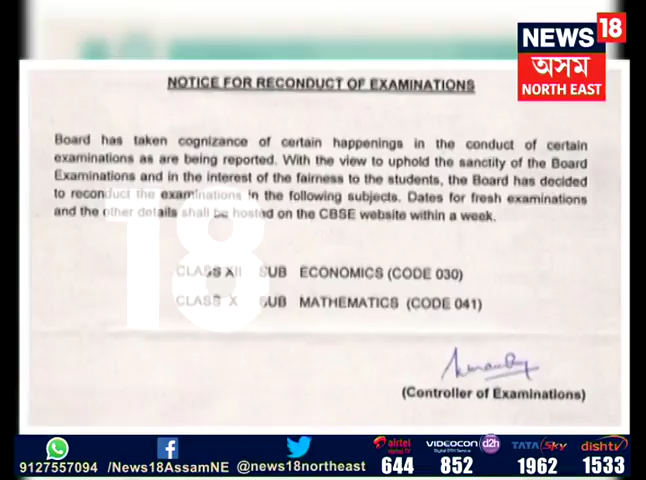 NEWS 18
অসম
NORTH EAST
NOTICE FOR RECONDUCT OF EXAMINATIONS
Board has taken cognizance of certain happenings in the conduct of certain
examinations as are being reported. With the view to uphold the sanctity of the Board
Examinations and in the interest of the fairness to the students, the Board has decided
to reconduct the examinations in the following subjects. Dates for fresh examinations
and the other details shall be hosted on the CBSE website within a week.
18
CLASS XII SUB ECONOMICS (CODE 030)
CLASS X SUB MATHEMATICS (CODE 041)
(Controller of Examinations)
airtel digital TV VIDEOCON d2h TATA Sky dishtv
9127557094 /News18AssamNE @news18northeast 644 852 1962 1533